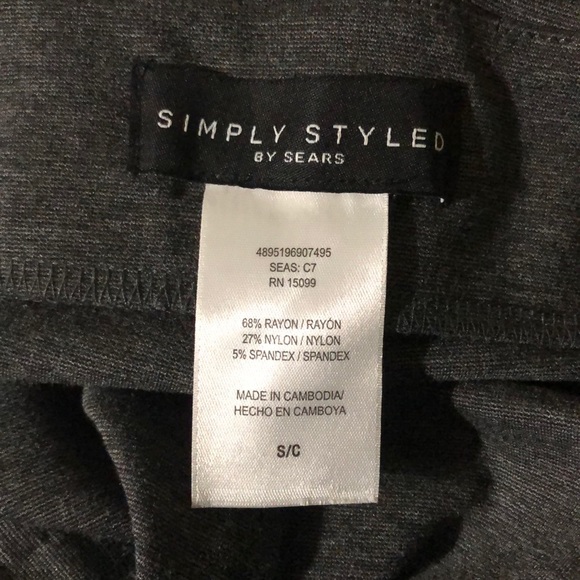 SIMPLY STYLED
BY SEARS
4895196907495
SEAS: C7
RN 15099
68% RAYON / RAYÓN
27% NYLON / NYLON
5% SPANDEX / SPANDEX
MADE IN CAMBODIA/
HECHO EN CAMBOYA
S/C